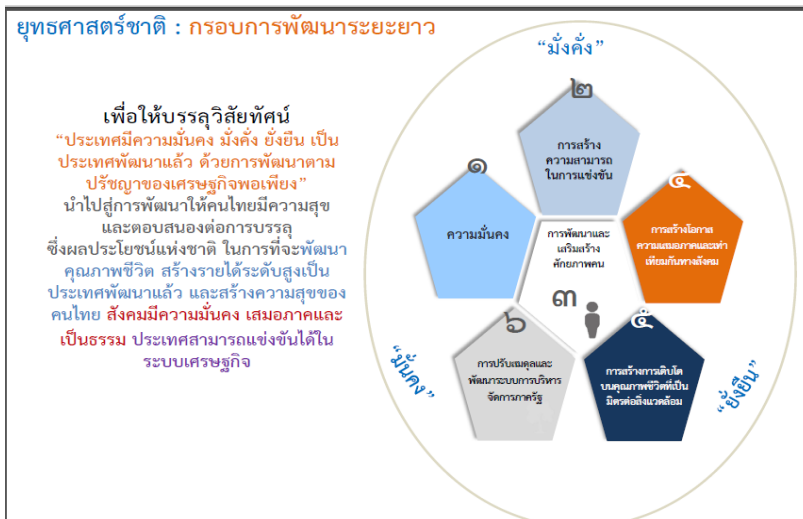 ยุทธศาสตร์ชาติ : กรอบการพัฒนาระยะยาว
เพื่อให้บรรลุวิสัยทัศน์
“ประเทศมีความมั่นคง มั่งคั่ง ยั่งยืน เป็น
ประเทศพัฒนาแล้ว ด้วยการพัฒนาตาม
ปรัชญาของเศรษฐกิจพอเพียง”
นำไปสู่การพัฒนาให้คนไทยมีความสุข
และตอบสนองต่อการบรรลุ
ซึ่งผลประโยชน์แห่งชาติ ในการที่จะพัฒนา
คุณภาพชีวิต สร้างรายได้ระดับสูงเป็น
ประเทศพัฒนาแล้ว และสร้างความสุขของ
คนไทย สังคมมีความมั่นคง เสมอภาคและ
เป็นธรรม ประเทศสามารถแข่งขันได้ใน
ระบบเศรษฐกิจ
“มั่งคั่ง”
๑
ความมั่นคง
๒
การสร้าง
ความสามารถ
ในการแข่งขัน
การพัฒนาและ
เสริมสร้าง
ศักยภาพคน
๓
๔
การสร้างโอกาส
ความเสมอภาคและเท่า
เทียมกันทางสังคม
๕
การสร้างการเติบโต
บนคุณภาพชีวิตที่เป็น
มิตรต่อสิ่งแวดล้อม
๖
การปรับสมดุลและ
พัฒนาระบบการบริหาร
จัดการภาครัฐ
“มั่นคง”
“ยั่งยืน”